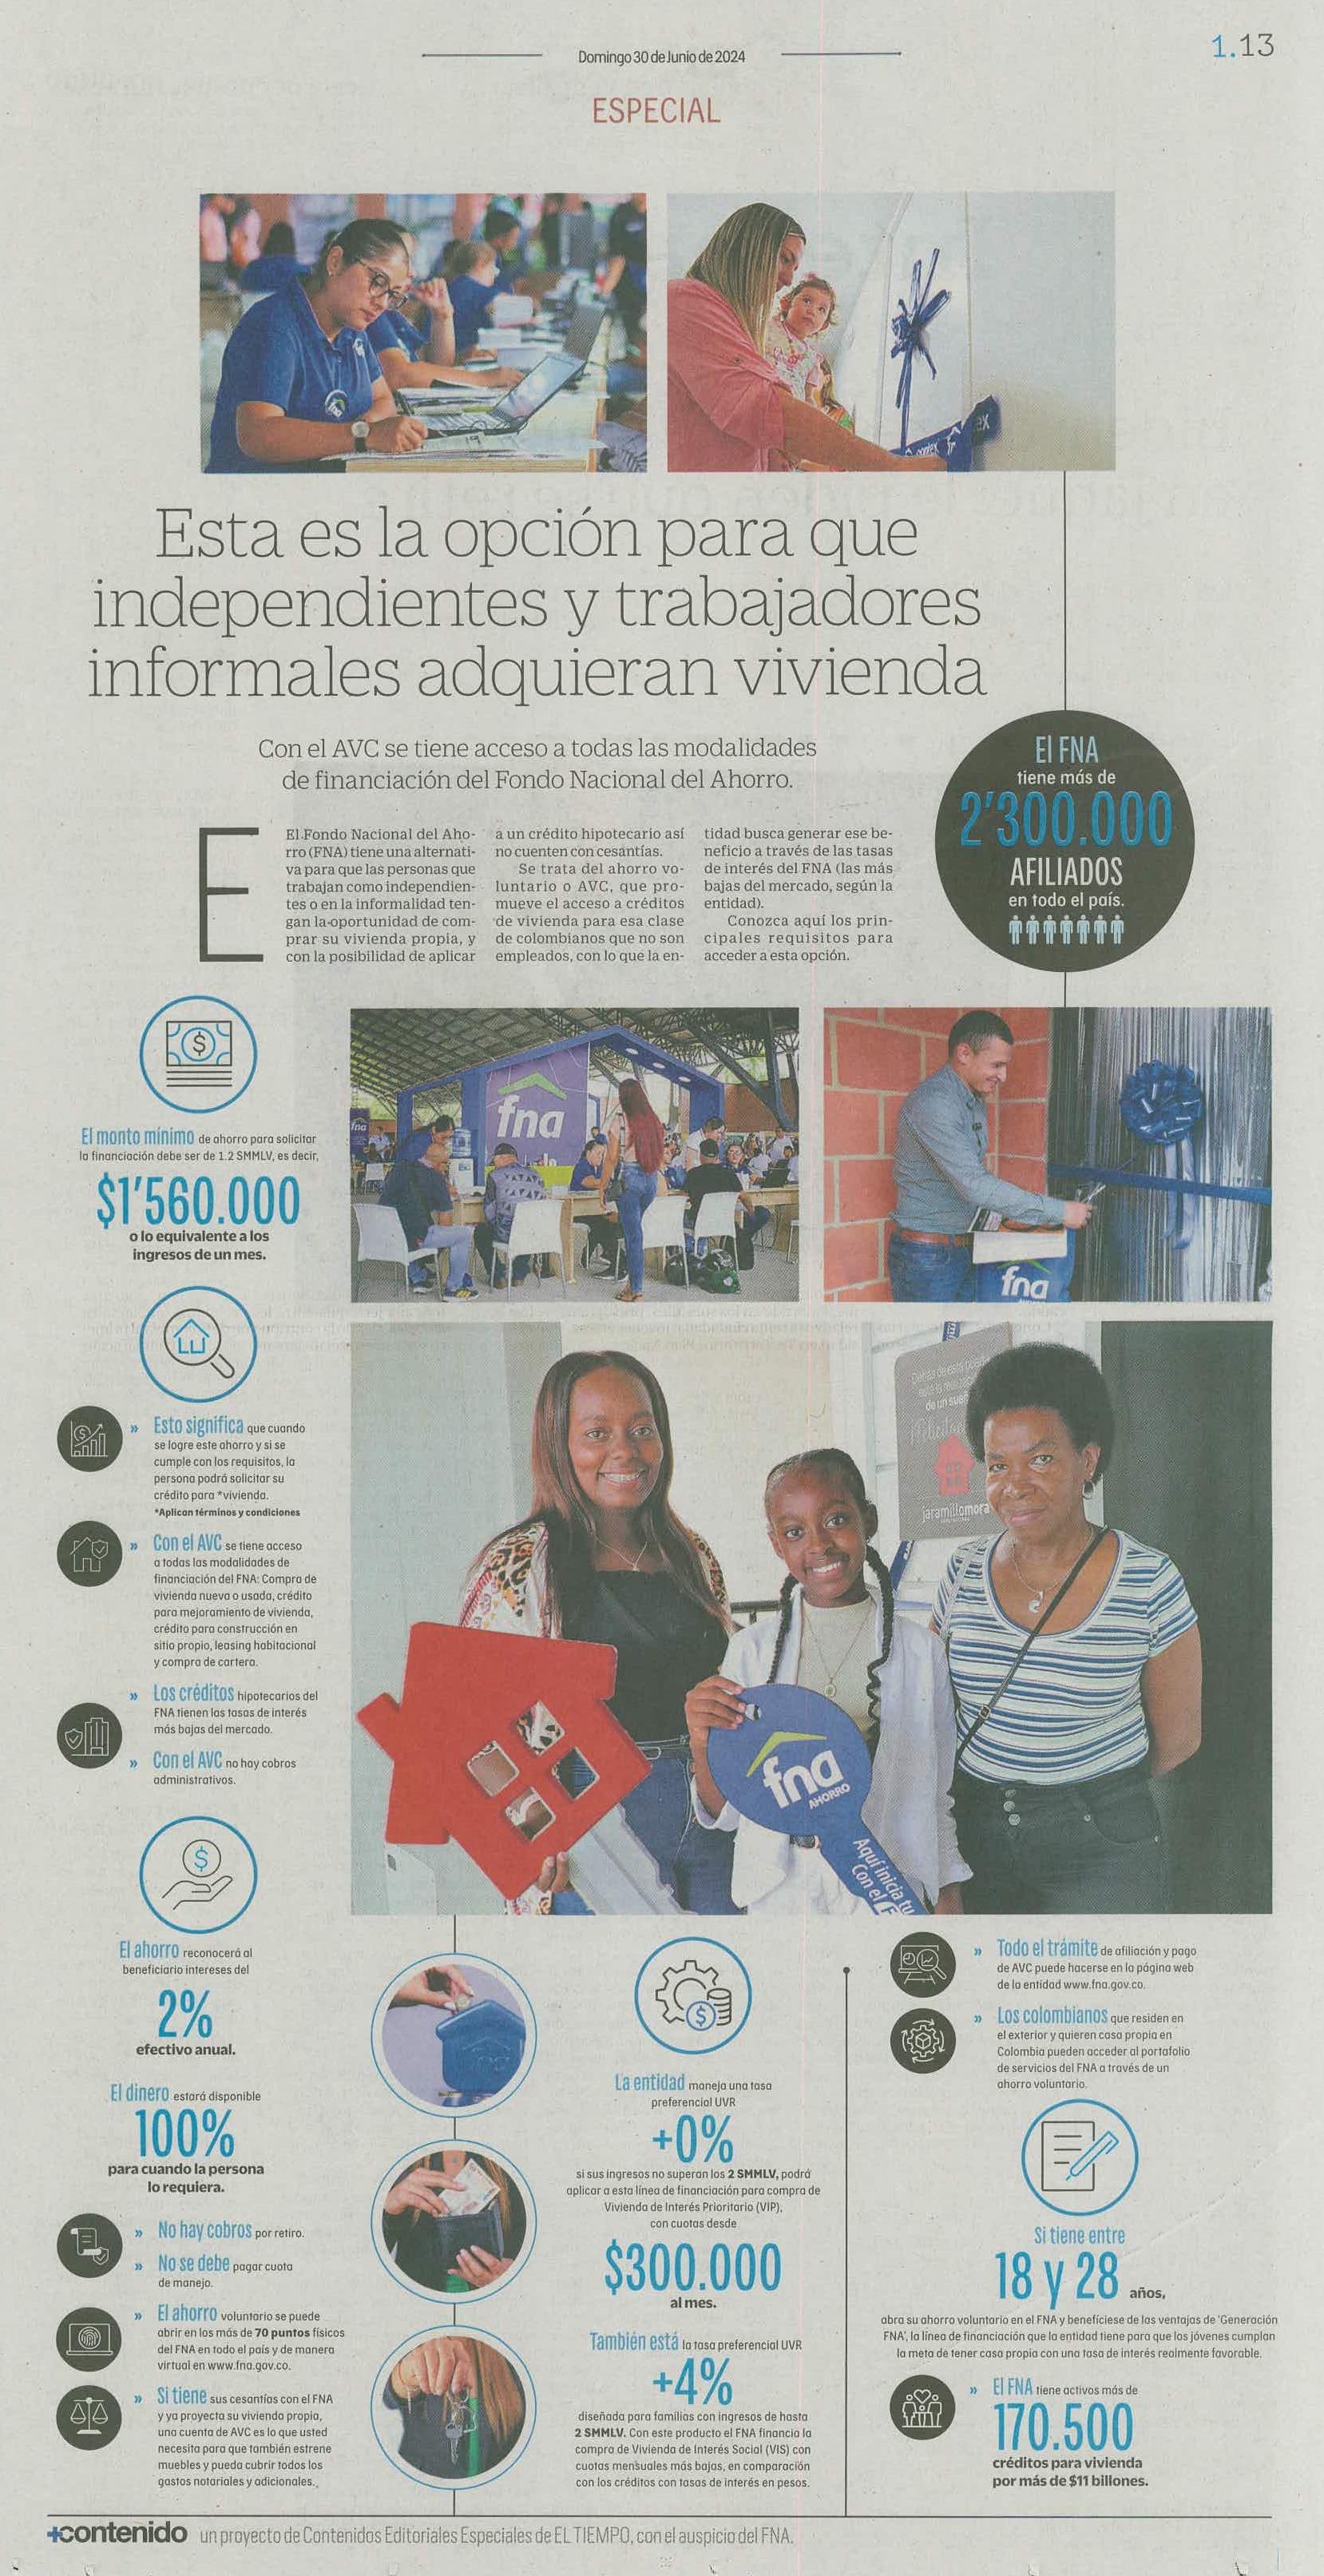 Domingo 30 de Junio de 2024
1.13
ESPECIAL
fna
Esta es la opción para que
independientes y trabajadores
informales adquieran vivienda
Con el AVC se tiene acceso a todas las modalidades
de financiación del Fondo Nacional del Ahorro.
El FNA
tiene más de
2'300.000
AFILIADOS
en todo el país.
El Fondo Nacional del Aho-
rro (FNA) tiene una alternati-
va para que las personas que
trabajan como independien-
tes o en la informalidad ten-
gan la oportunidad de com-
prar su vivienda propia, y
con la posibilidad de aplicar
a un crédito hipotecario así
no cuenten con cesantías.
Se trata del ahorro vo-
luntario o AVC, que pro-
mueve el acceso a créditos
de vivienda para esa clase
de colombianos que no son
empleados, con lo que la en-
tidad busca generar ese be-
neficio a través de las tasas
de interés del FNA (las más
bajas del mercado, según la
entidad).
Conozca aquí los prin-
cipales requisitos para
acceder a esta opción.
El monto mínimo de ahorro para solicitar
la financiación debe ser de 1.2 SMMLV, es decir,
$1'560.000
o lo equivalente a los
ingresos de un mes.
fna
fna
fna
» Esto significa que cuando
se logre este ahorro y si se
cumple con los requisitos, la
persona podrá solicitar su
crédito para *vivienda.
*Aplican términos y condiciones
» Con el AVC se tiene acceso
a todas las modalidades de
financiación del FNA: Compra de
vivienda nueva o usada, crédito
para mejoramiento de vivienda,
crédito para construcción en
sitio propio, leasing habitacional
y compra de cartera.
» Los créditos hipotecarios del
FNA tienen las tasas de interés
más bajas del mercado.
» Con el AVC no hay cobros
administrativos.
jaramillomora
fna
AHORRO
Aquí inicia tu
Con el
El ahorro reconocerá al
beneficiario intereses del
2%
efectivo anual.
El dinero estará disponible
100%
para cuando la persona
lo requiera.
» No hay cobros por retiro.
» No se debe pagar cuota
de manejo.
» El ahorro voluntario se puede
abrir en los más de 70 puntos físicos
del FNA en todo el país y de manera
virtual en www.fna.gov.co.
» Si tiene sus cesantías con el FNA
y ya proyecta su vivienda propia,
una cuenta de AVC es lo que usted
necesita para que también estrene
muebles y pueda cubrir todos los
gastos notariales y adicionales.
La entidad maneja una tasa
preferencial UVR
+0%
si sus ingresos no superan los 2 SMMLV, podrá
aplicar a esta línea de financiación para compra de
Vivienda de Interés Prioritario (VIP),
con cuotas desde
$300.000
al mes.
También está la tasa preferencial UVR
+4%
diseñada para familias con ingresos de hasta
2 SMMLV. Con este producto el FNA financia la
compra de Vivienda de Interés Social (VIS) con
cuotas mensuales más bajas, en comparación
con los créditos con tasas de interés en pesos.
» Todo el trámite de afiliación y pago
de AVC puede hacerse en la página web
de la entidad www.fna.gov.co.
» Los colombianos que residen en
el exterior y quieren casa propia en
Colombia pueden acceder al portafolio
de servicios del FNA a través de un
ahorro voluntario.
Si tiene entre
18 y 28 años,
abra su ahorro voluntario en el FNA y benefíciese de las ventajas de 'Generación
FNA', la línea de financiación que la entidad tiene para que los jóvenes cumplan
la meta de tener casa propia con una tasa de interés realmente favorable.
» El FNA tiene activos más de
170.500
créditos para vivienda
por más de $11 billones.
+contenido un proyecto de Contenidos Editoriales Especiales de EL TIEMPO, con el auspicio del FNA.